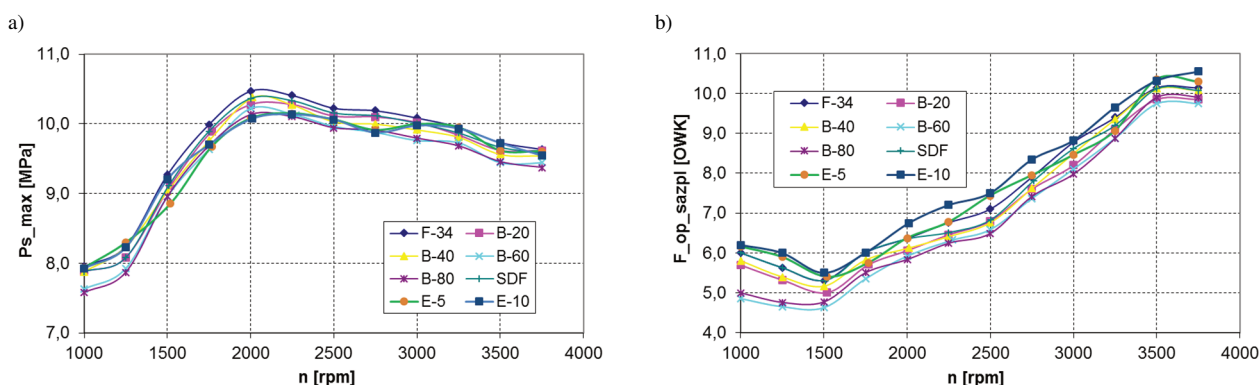 a)
11,0
10,0
9,0
8,0
7,0
Ps_max [MPa]
1000 1500 2000 2500 3000 3500 4000
n [rpm]
F-34 B-20
B-40 B-60
B-80 SDF
E-5 E-10
b)
11,0
10,0
9,0
8,0
7,0
6,0
5,0
4,0
F_op_sazpl [OWK]
1000 1500 2000 2500 3000 3500 4000
n [rpm]
F-34 B-20
B-40 B-60
B-80 SDF
E-5 E-10